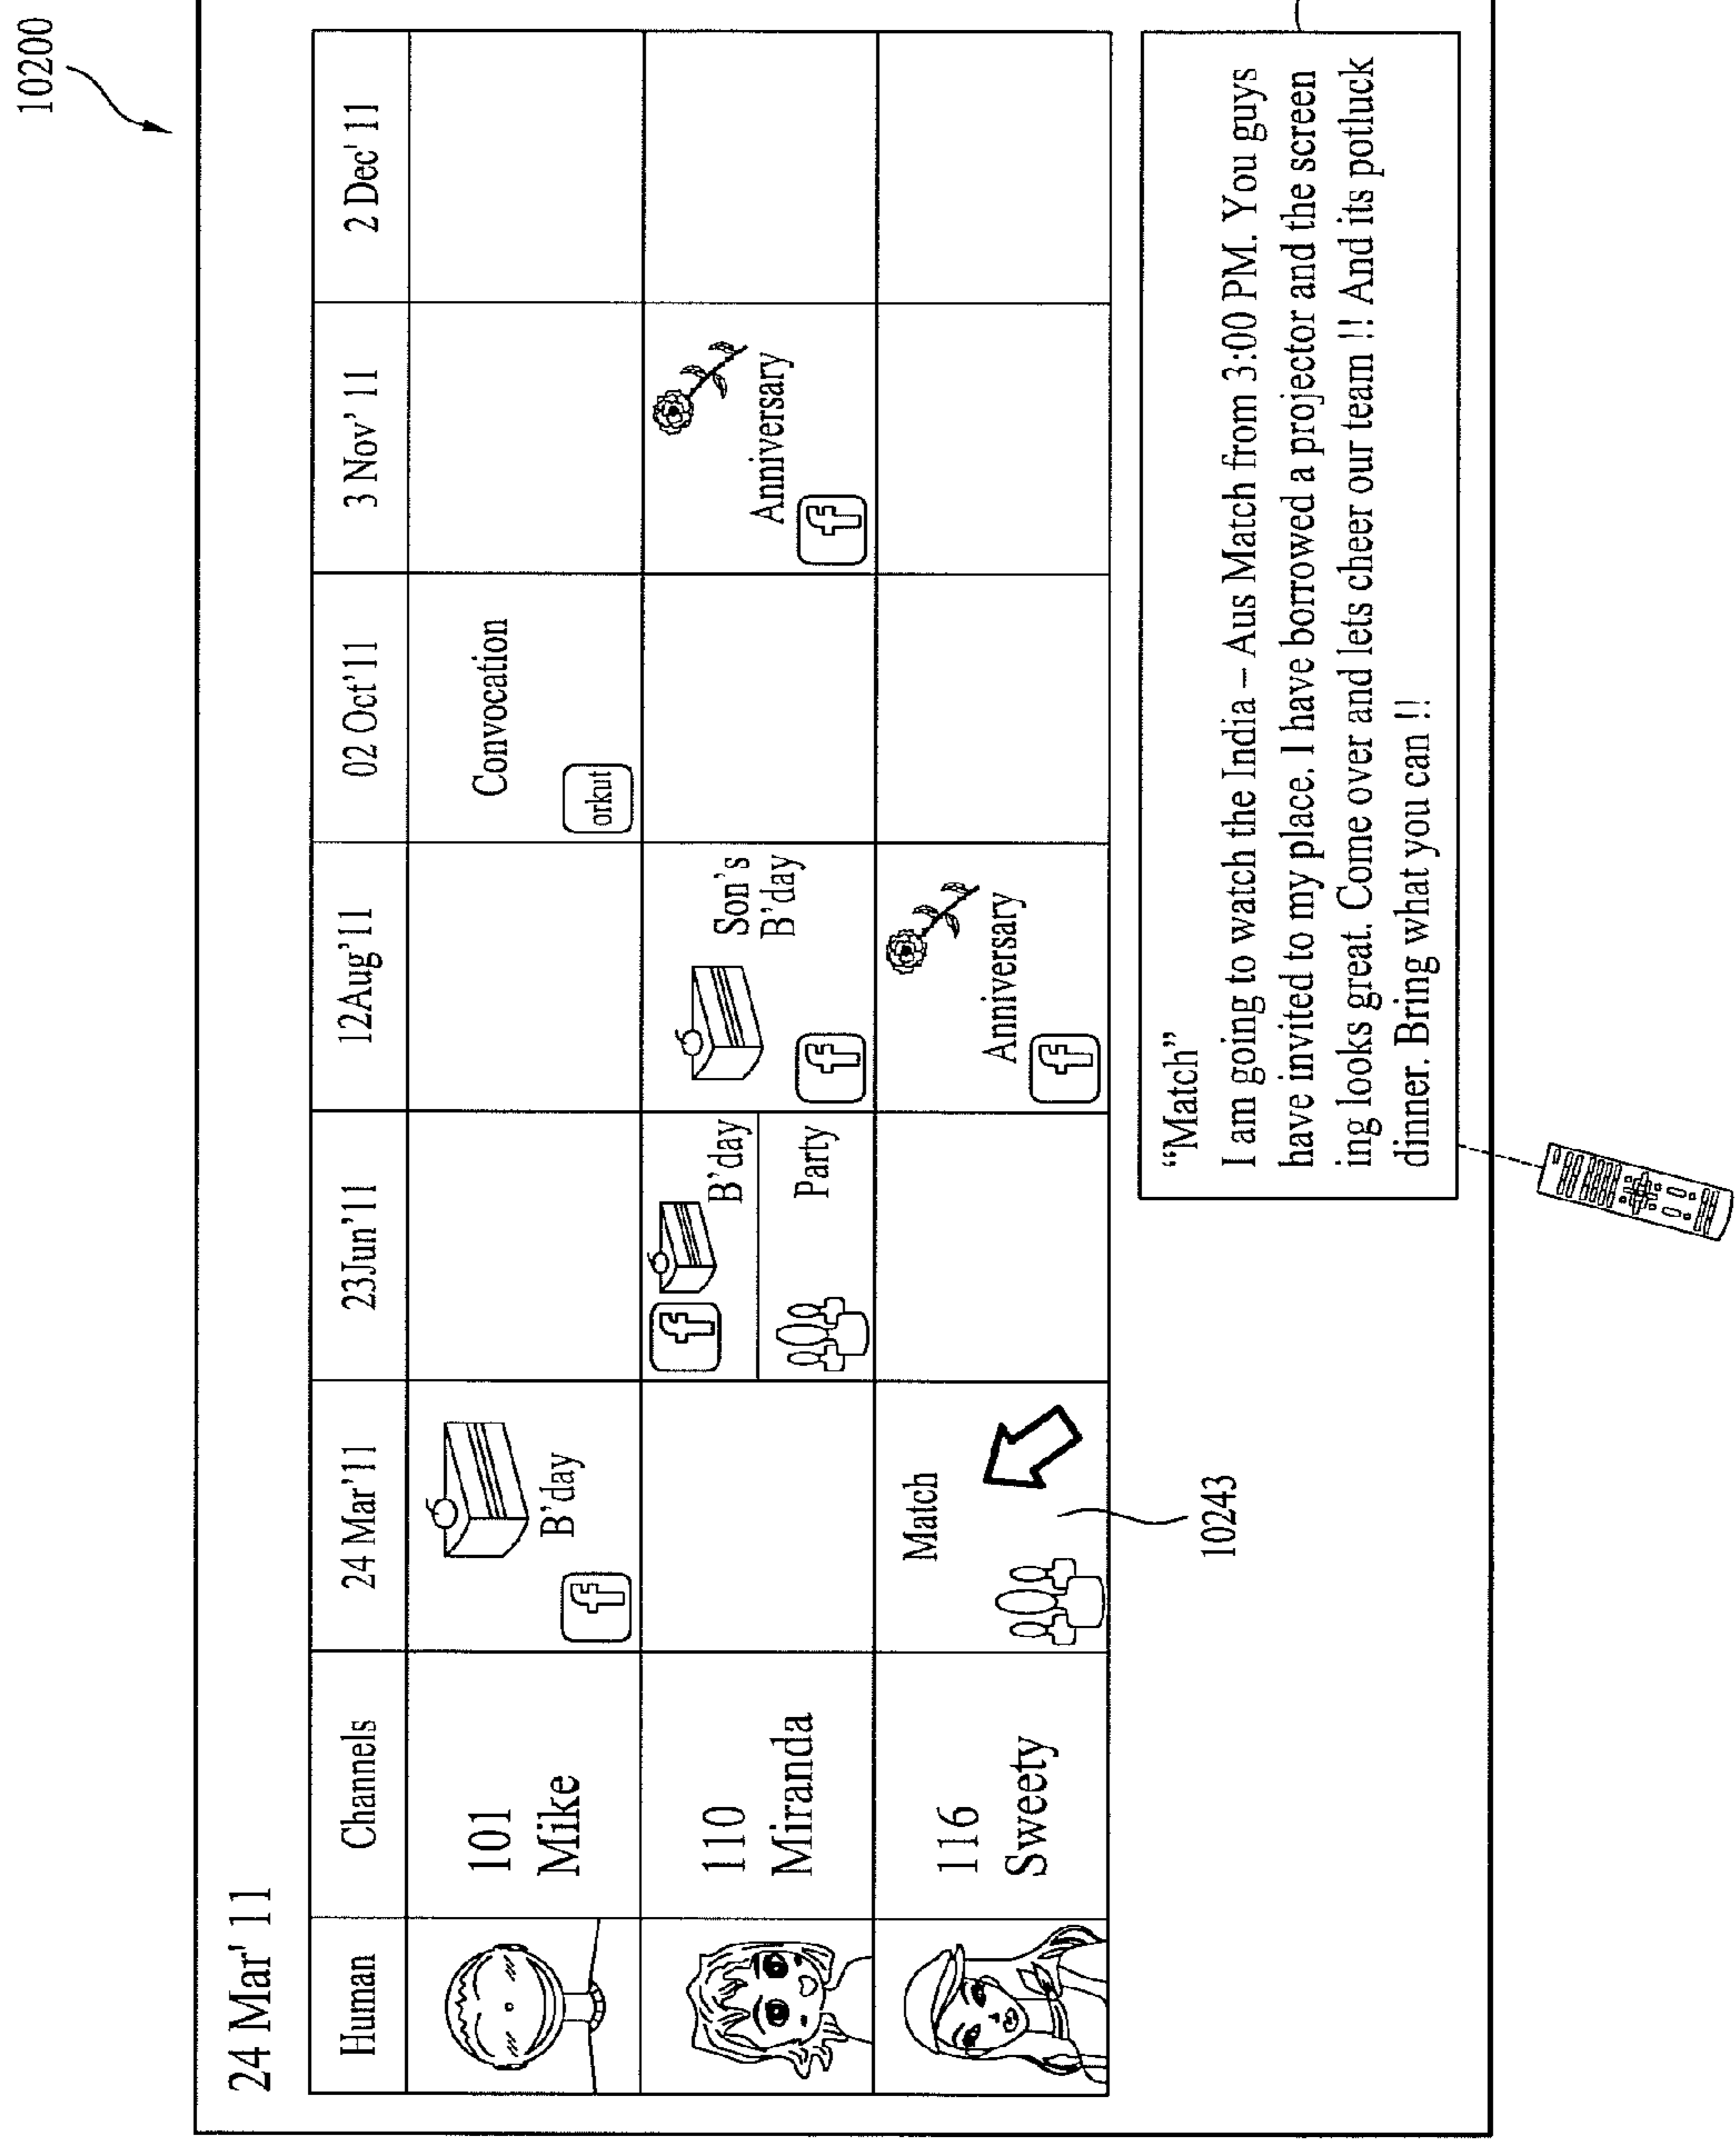 10200
24 Mar' 11
Human Channels 24 Mar’11 23Jun’11 12Aug’11 02 Oct’11 3 Nov’ 11 2 Dec' 11
101
Mike
B’day
f
Convocation
orkut
110
Miranda
f
B’day
Party
Son’s
B’day
f
Anniversary
f
116
Sweety
Match
Anniversary
f
10243
“Match”
I am going to watch the India – Aus Match from 3:00 PM. You guys
have invited to my place. I have borrowed a projector and the screen
ing looks great. Come over and lets cheer our team !! And its potluck
dinner. Bring what you can !!